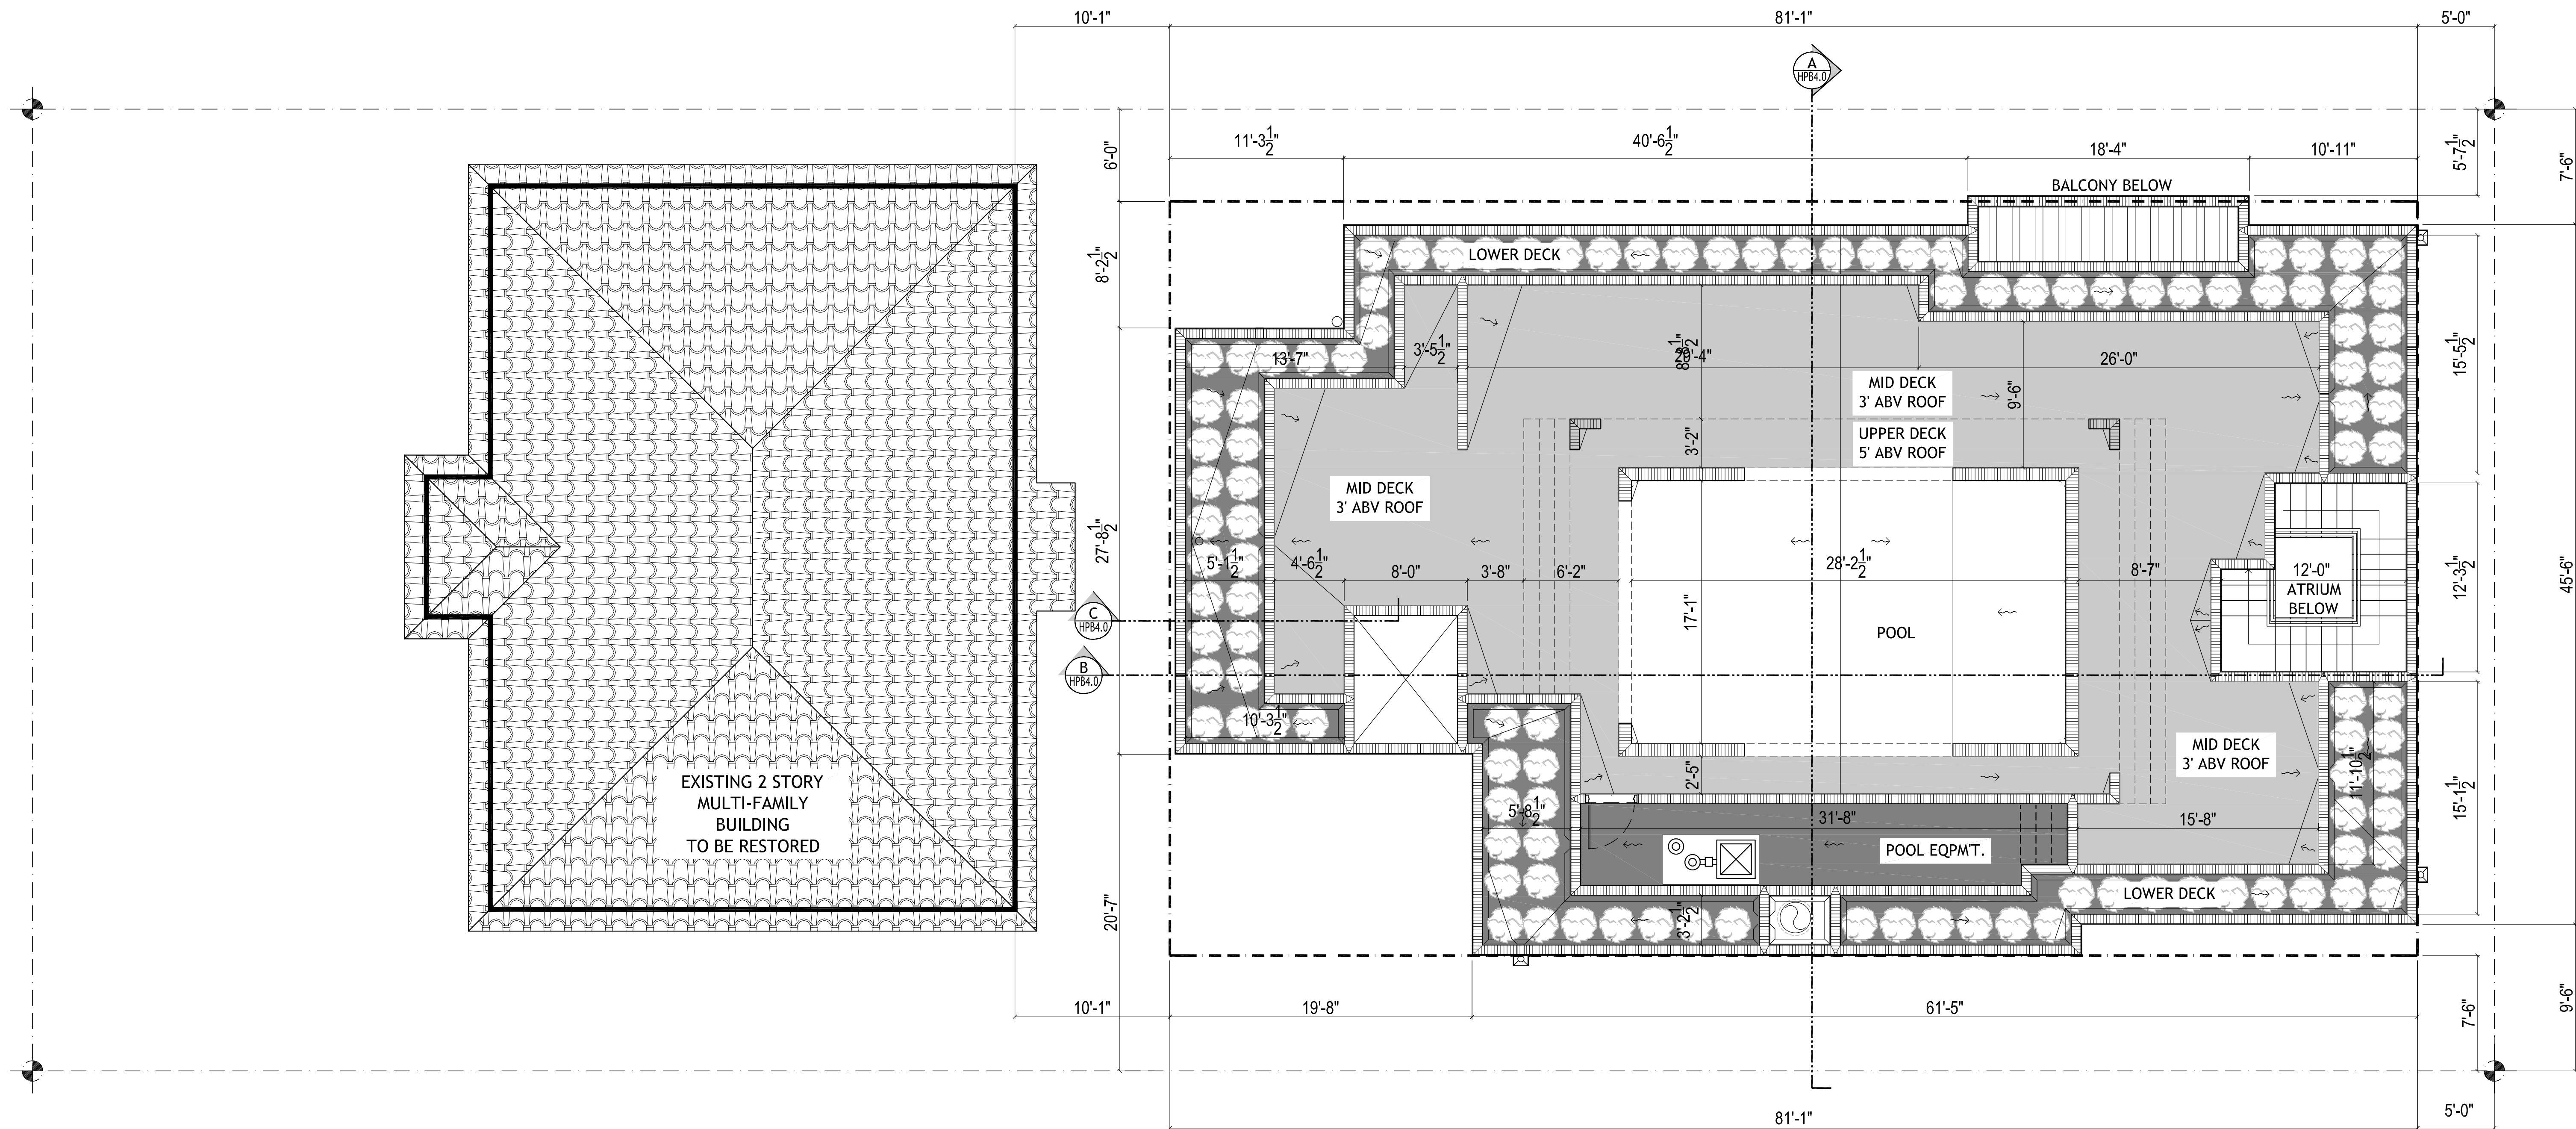 10'-1"
81'-1"
5'-0"
A
HPB4.0
11'-3 1/2"
40'-6 1/2"
18'-4"
10'-11"
6'-0"
5'-7 1/2"
7'-6"
BALCONY BELOW
8'-2 1/2"
LOWER DECK
13'-7"
3'-5 1/2"
26'-0"
15'-5 1/2"
MID DECK
3' ABV ROOF
9'-6"
UPPER DECK
5' ABV ROOF
3'-2"
MID DECK
3' ABV ROOF
27'-8 1/2"
5'-1 1/2"
4'-6 1/2"
8'-0"
3'-8"
6'-2"
28'-2 1/2"
8'-7"
12'-0"
ATRIUM
BELOW
12'-3 1/2"
45'-6"
17'-1"
C
HPB4.0
POOL
B
HPB4.0
10'-3 1/2"
MID DECK
3' ABV ROOF
2'-5"
11'-10 1/2"
15'-1 1/2"
EXISTING 2 STORY
MULTI-FAMILY
BUILDING
TO BE RESTORED
5'-8 1/2"
31'-8"
15'-8"
POOL EQPM'T.
LOWER DECK
20'-7"
3'-2 1/2"
10'-1"
19'-8"
61'-5"
7'-6"
9'-6"
81'-1"
5'-0"